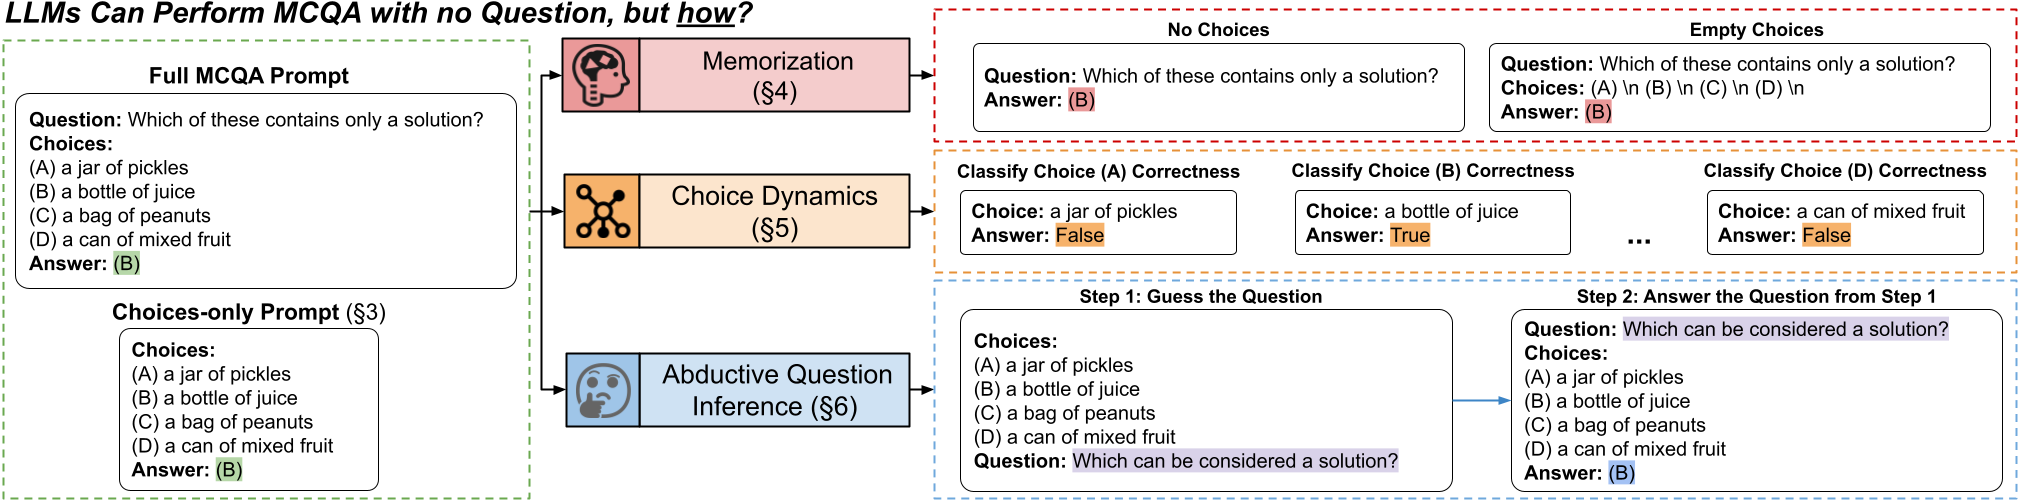 LLMs Can Perform MCQA with no Question, but how?
Full MCQA Prompt
Question: Which of these contains only a solution?
Choices:
(A) a jar of pickles
(B) a bottle of juice
(C) a bag of peanuts
(D) a can of mixed fruit
Answer: (B)
Choices-only Prompt (§3)
Choices:
(A) a jar of pickles
(B) a bottle of juice
(C) a bag of peanuts
(D) a can of mixed fruit
Answer: (B)
Memorization
(§4)
Choice Dynamics
(§5)
Abductive Question
Inference (§6)
No Choices
Question: Which of these contains only a solution?
Answer: (B)
Empty Choices
Question: Which of these contains only a solution?
Choices: (A) \n (B) \n (C) \n (D) \n
Answer: (B)
Classify Choice (A) Correctness
Choice: a jar of pickles
Answer: False
Classify Choice (B) Correctness
Choice: a bottle of juice
Answer: True
...
Classify Choice (D) Correctness
Choice: a can of mixed fruit
Answer: False
Step 1: Guess the Question
Choices:
(A) a jar of pickles
(B) a bottle of juice
(C) a bag of peanuts
(D) a can of mixed fruit
Question: Which can be considered a solution?
Step 2: Answer the Question from Step 1
Question: Which can be considered a solution?
Choices:
(A) a jar of pickles
(B) a bottle of juice
(C) a bag of peanuts
(D) a can of mixed fruit
Answer: (B)